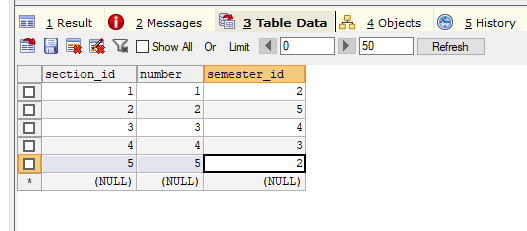 1 Result 2 Messages 3 Table Data 4 Objects 5 History
Show All Or Limit 0 50 Refresh
section_id number semester_id
1 1 2
2 2 5
3 3 4
4 4 3
5 5 2
* (NULL) (NULL) (NULL)